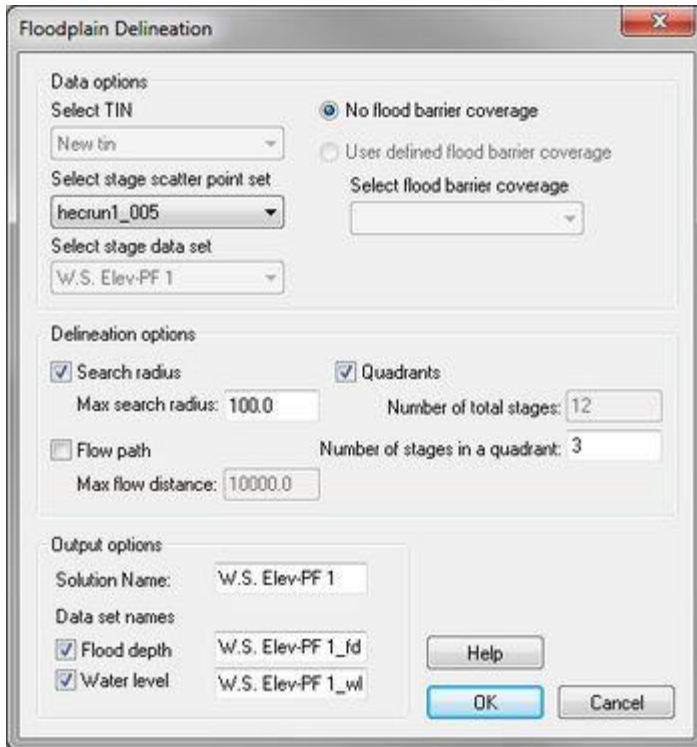 Floodplain Delineation
Data options
Select TIN
New tin
Select stage scatter point set
hecrun1_005
Select stage data set
W.S. Elev-PF 1
No flood barrier coverage
User defined flood barrier coverage
Select flood barrier coverage
Delineation options
Search radius
Max search radius: 100.0
Flow path
Max flow distance: 10000.0
Quadrants
Number of total stages: 12
Number of stages in a quadrant: 3
Output options
Solution Name: W.S. Elev-PF 1
Data set names
Flood depth W.S. Elev-PF 1_fd
Water level W.S. Elev-PF 1_wl
Help
OK Cancel